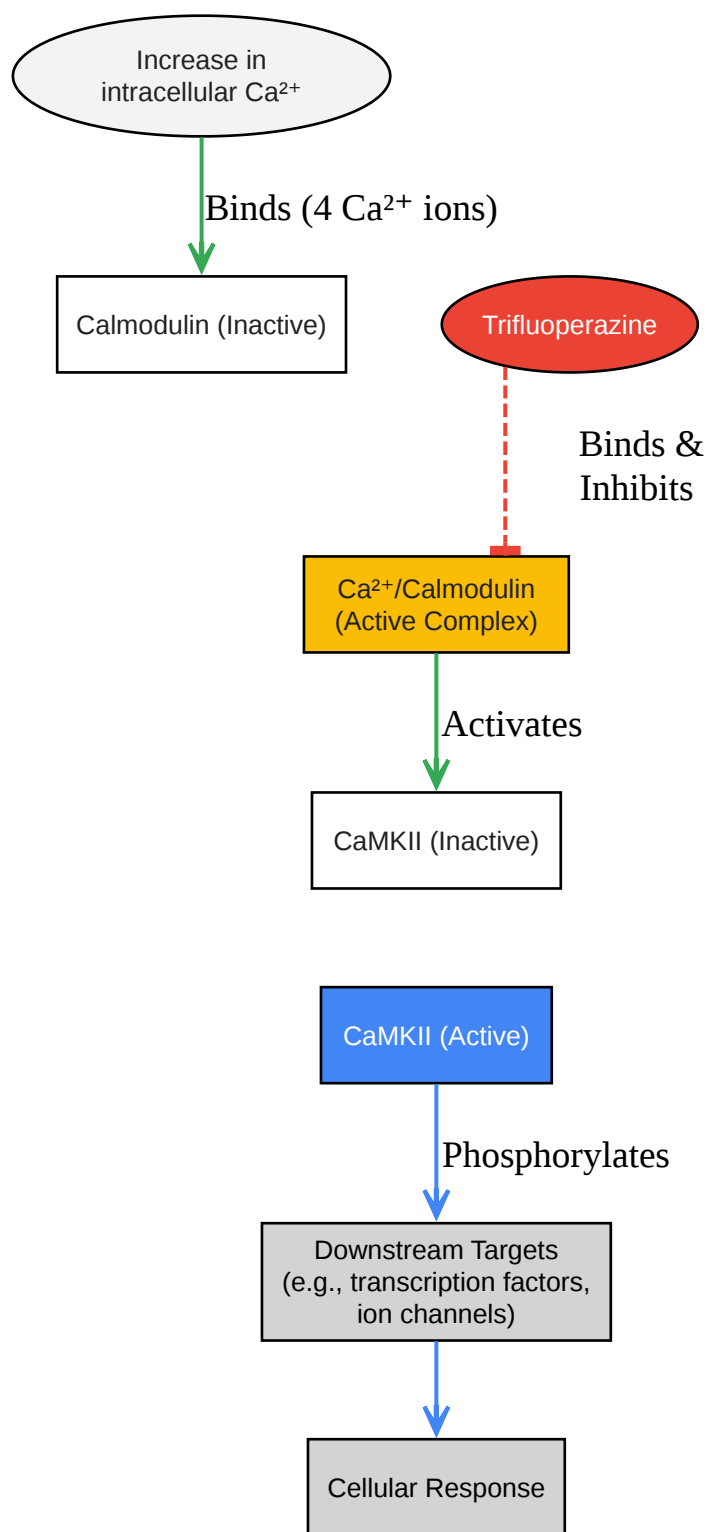 Increase in
intracellular Ca²⁺
Binds (4 Ca²⁺ ions)
Calmodulin (Inactive)
Trifluoperazine
Binds &
Inhibits
Ca²⁺/Calmodulin
(Active Complex)
Activates
CaMKII (Inactive)
CaMKII (Active)
Phosphorylates
Downstream Targets
(e.g., transcription factors,
ion channels)
Cellular Response